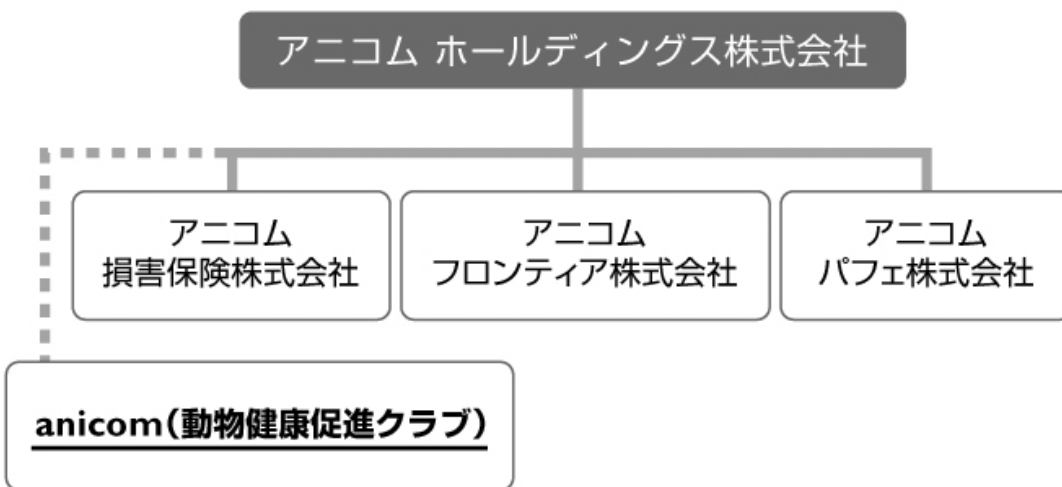 アニコム ホールディングス株式会社
アニコム
損害保険株式会社
アニコム
フロンティア株式会社
アニコム
パフェ株式会社
anicom(動物健康促進クラブ)